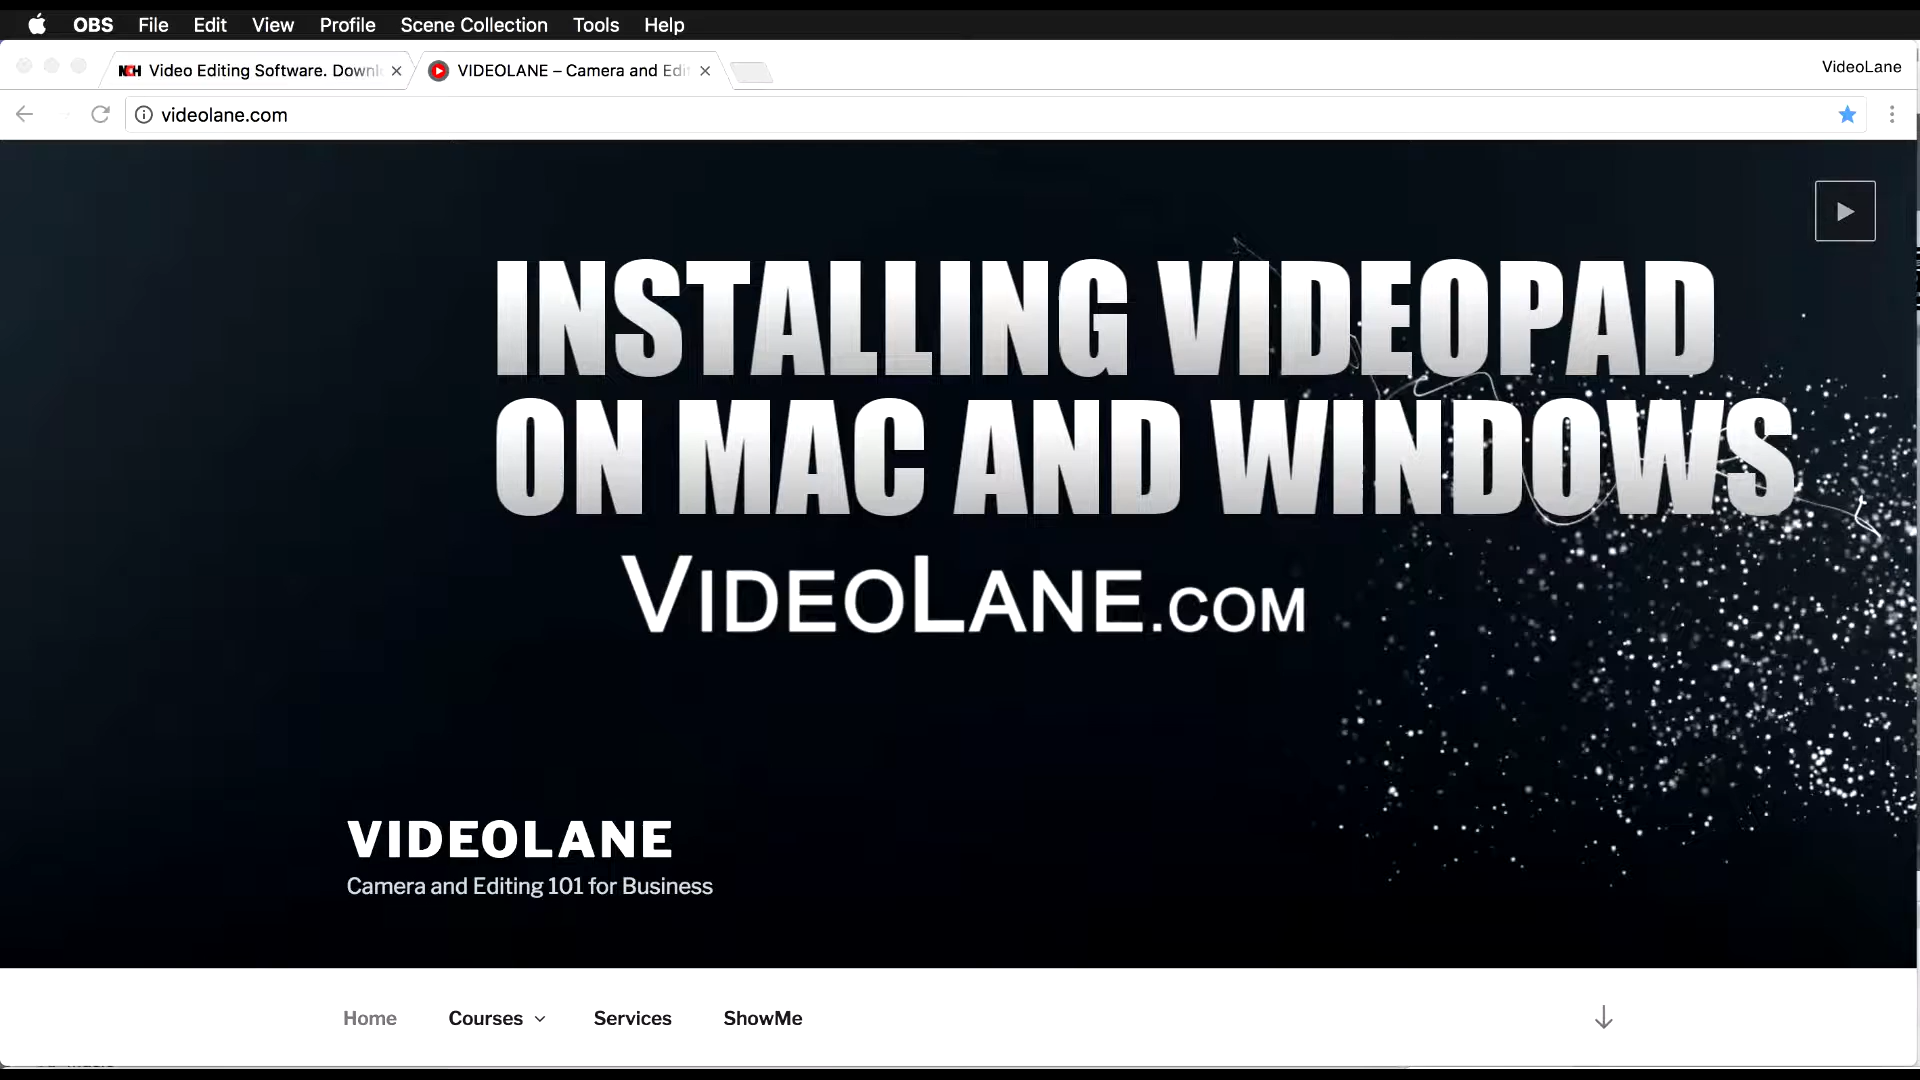 OBS File Edit View Profile Scene Collection Tools Help
NCH Video Editing Software. Downl
VIDEOLANE – Camera and Edit
VideoLane
videolane.com
INSTALLING VIDEOPAD
ON MAC AND WINDOWS
VIDEOLANE.COM
VIDEOLANE
Camera and Editing 101 for Business
Home Courses Services ShowMe